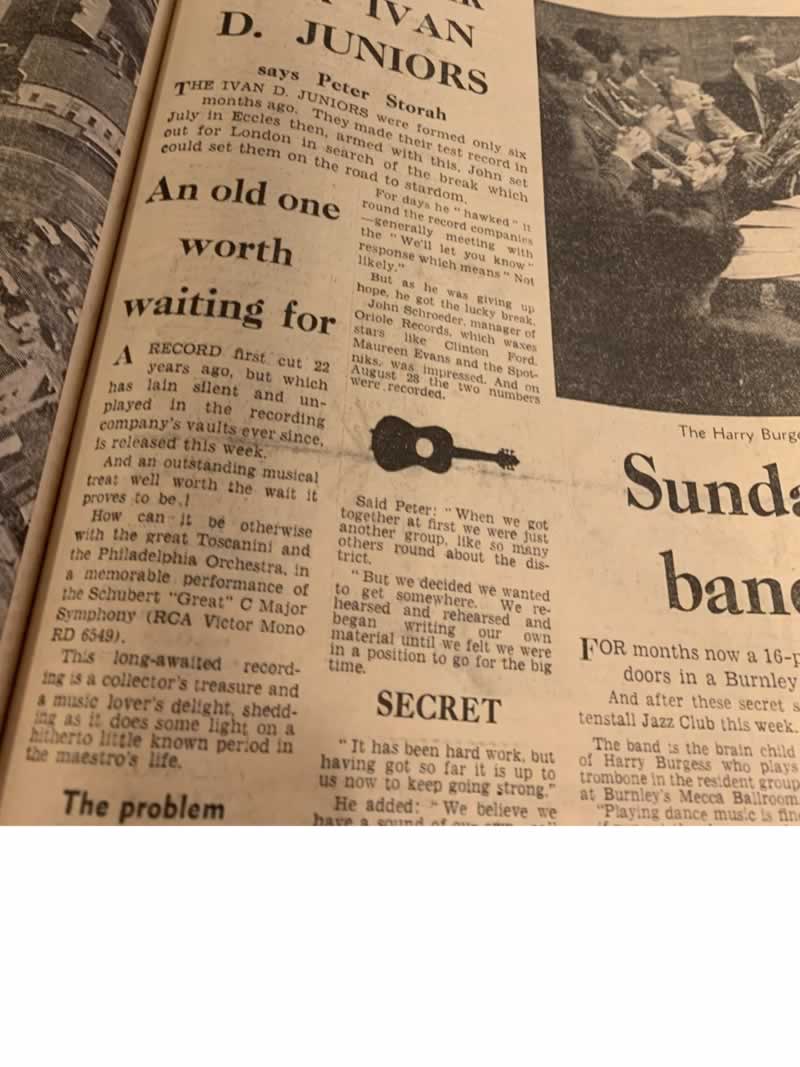 IVAN
D. JUNIORS
says Peter Storah
THE IVAN D. JUNIORS were formed only six
months ago. They made their test record in
July in Eccles then, armed with this, John set
out for London in search of the break which
could set them on the road to stardom.
For days he "hawked" it
round the record companies
—generally meeting with
the "We'll let you know"
response which means "Not
likely."
But as he was giving up
hope, he got the lucky break.
John Schroeder, manager of
Oriole Records, which waxes
stars like Clinton Ford,
Maureen Evans and the Spot-
niks, was impressed. And on
August 28 the two numbers
were recorded.
Said Peter: "When we got
together at first we were just
another group, like so many
others round about the dis-
trict.
"But we decided we wanted
to get somewhere. We re-
hearsed and rehearsed and
began writing our own
material until we felt we were
in a position to go for the big
time.
SECRET
"It has been hard work, but
having got so far it is up to
us now to keep going strong."
He added: "We believe we
have a sound of our own
An old one
worth
waiting for
A RECORD first cut 22
years ago, but which
has lain silent and un-
played in the recording
company's vaults ever since,
is released this week.
And an outstanding musical
treat well worth the wait it
proves to be!
How can it be otherwise
with the great Toscanini and
the Philadelphia Orchestra, in
a memorable performance of
the Schubert "Great" C Major
Symphony (RCA Victor Mono
RD 6549).
This long-awaited record-
ing is a collector's treasure and
a music lover's delight, shedd-
ing as it does some light on a
hitherto little known period in
the maestro's life.
The problem
The Harry Burge
Sunda
ban
FOR months now a 16-p
doors in a Burnley
And after these secret s
tenstall Jazz Club this week.
The band is the brain child
of Harry Burgess who plays
trombone in the resident group
at Burnley's Mecca Ballroom
"Playing dance music is fin